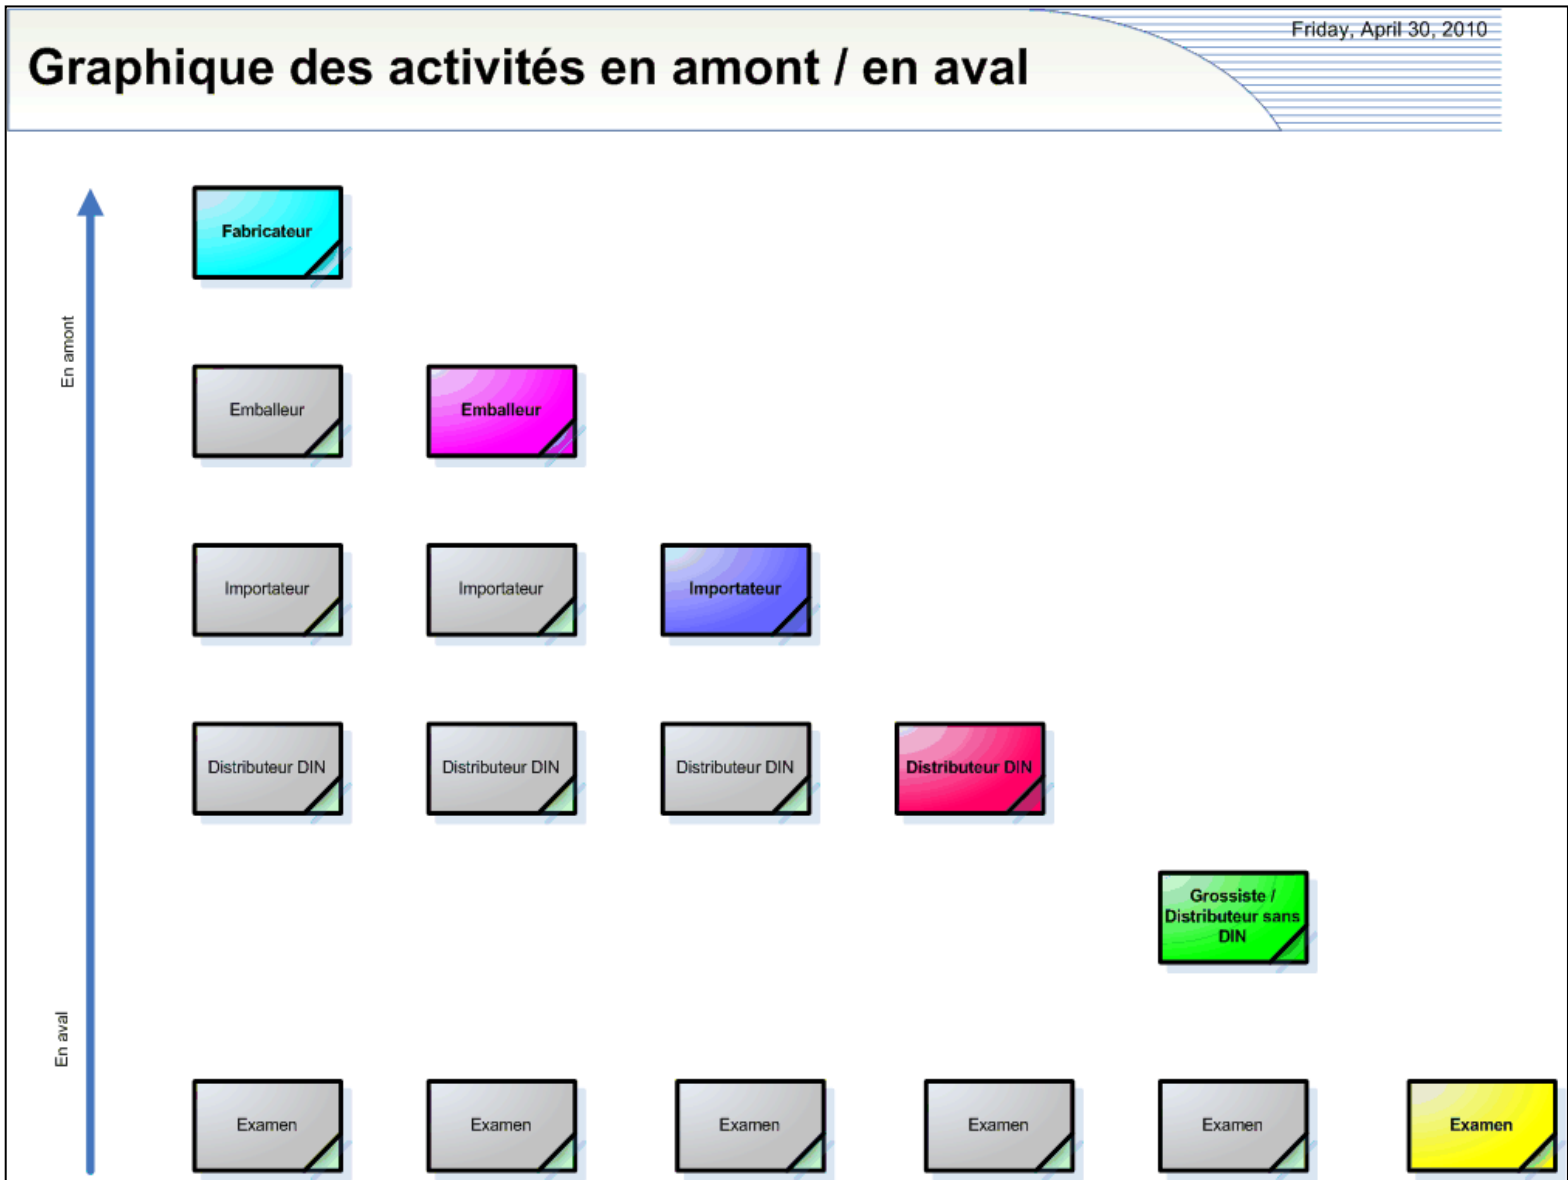 Friday, April 30, 2010
Graphique des activités en amont / en aval
En amont
Fabricateur
Emballeur
Emballeur
Importateur
Importateur
Importateur
Distributeur DIN
Distributeur DIN
Distributeur DIN
Distributeur DIN
Grossiste /
Distributeur sans
DIN
En aval
Examen
Examen
Examen
Examen
Examen
Examen